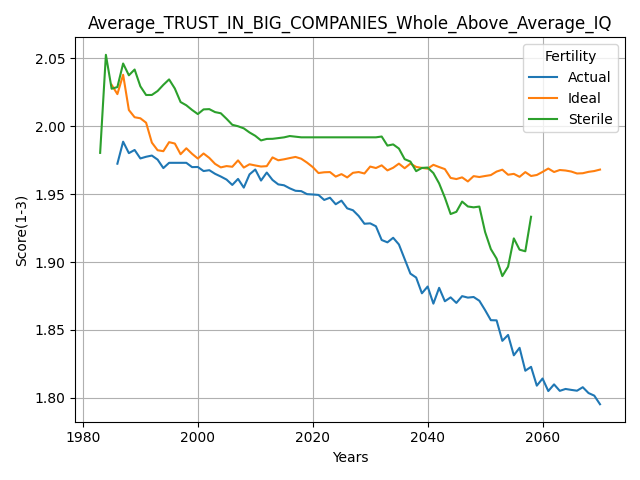 Average_TRUST_IN_BIG_COMPANIES_Whole_Above_Average_IQ
Fertility
Actual
Ideal
Sterile
Score(1-3)
2.05
2.00
1.95
1.90
1.85
1.80
1980
2000
2020
2040
2060
Years